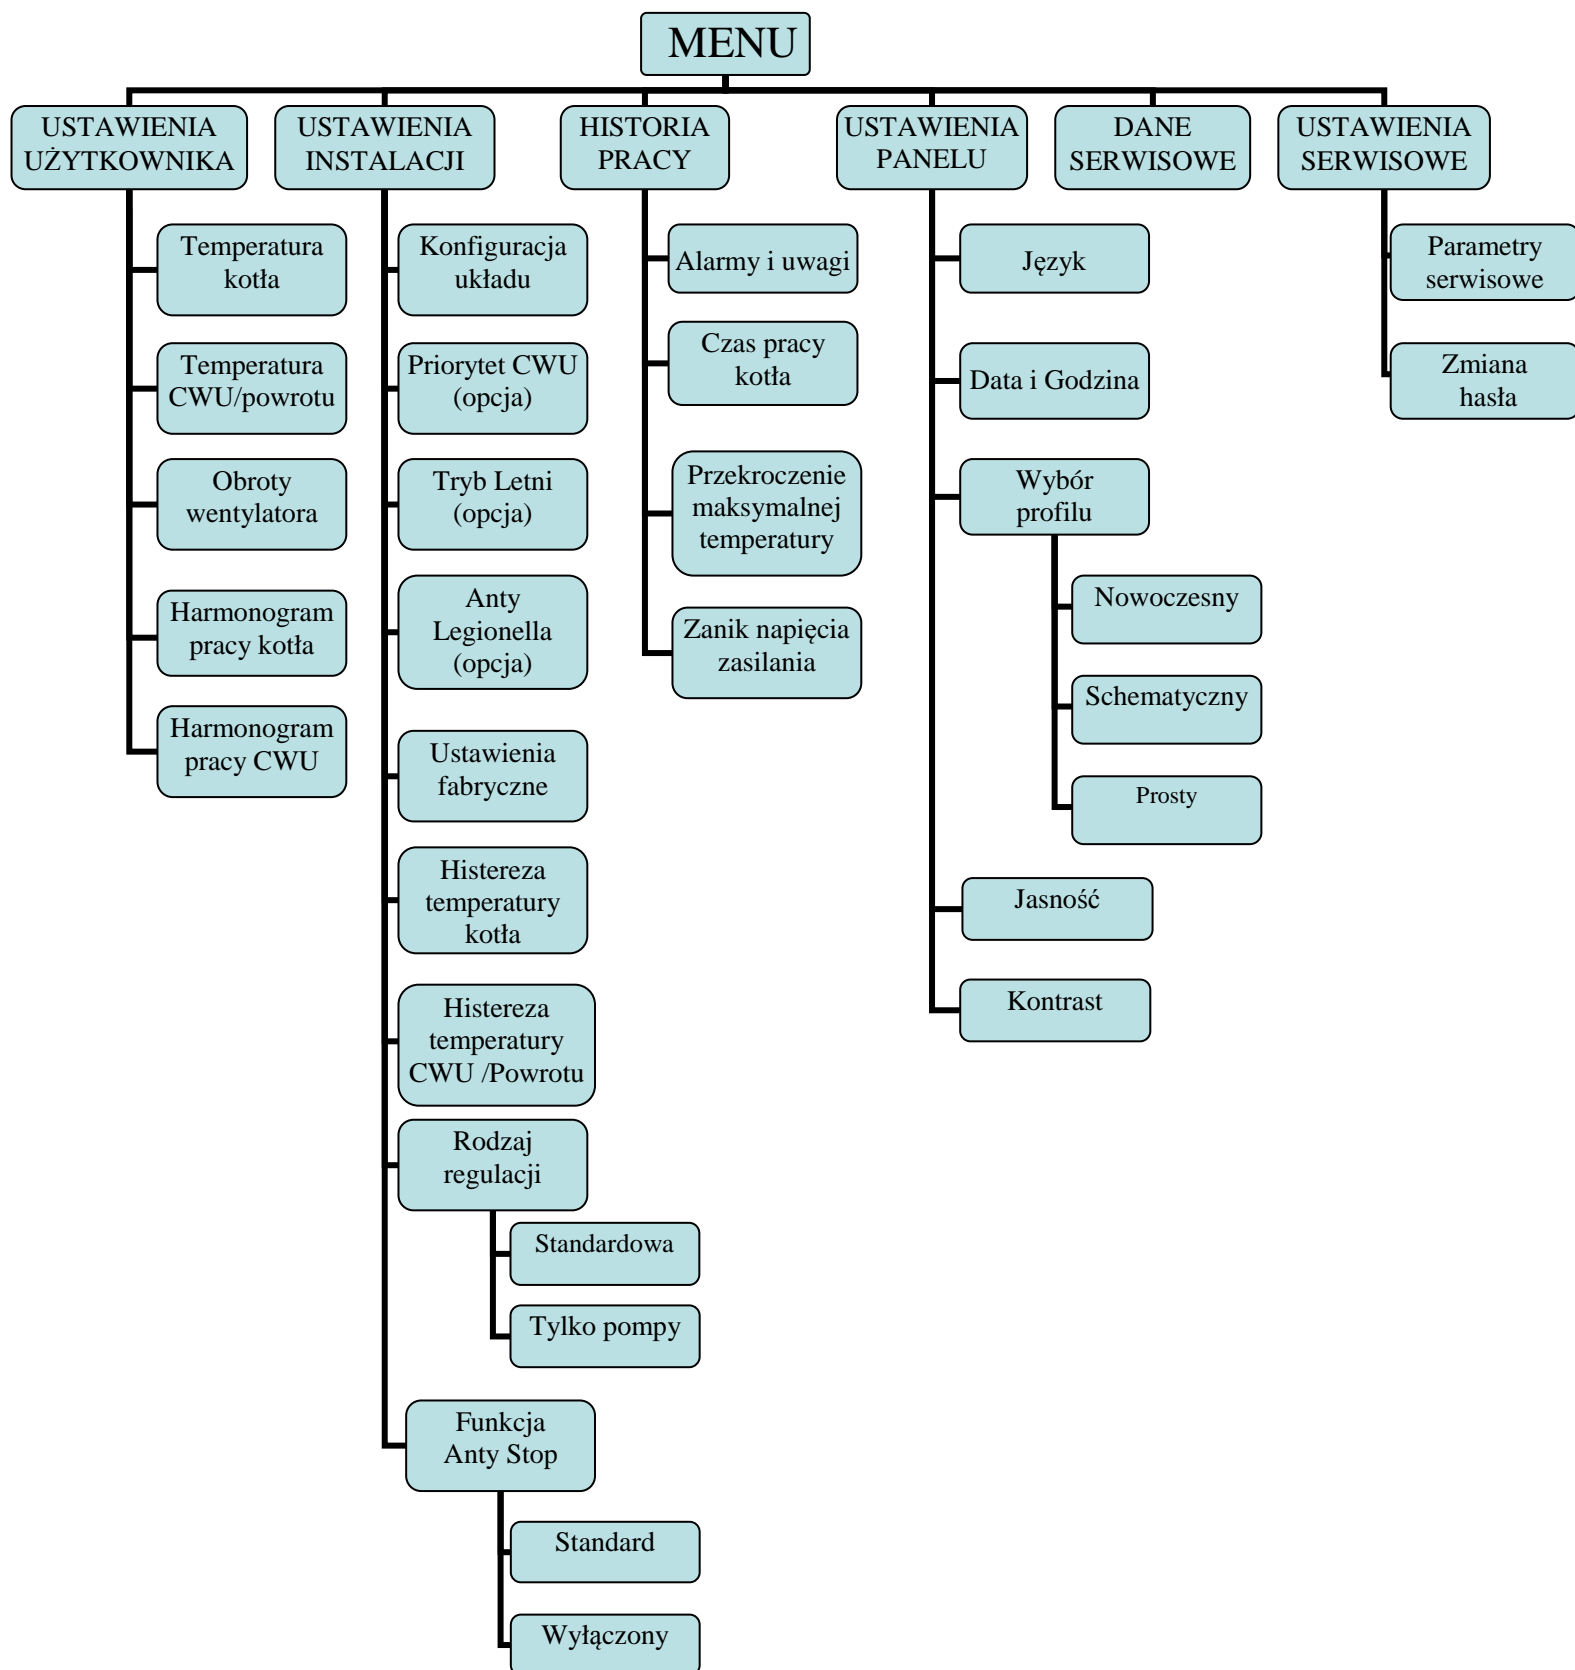 MENU
USTAWIENIA
UŻYTKOWNIKA
USTAWIENIA
INSTALACJI
HISTORIA
PRACY
USTAWIENIA
PANELU
DANE
SERWISOWE
USTAWIENIA
SERWISOWE
Temperatura
kotła
Temperatura
CWU/powrotu
Obroty
wentylatora
Harmonogram
pracy kotła
Harmonogram
pracy CWU
Konfiguracja
układu
Priorytet CWU
(opcja)
Tryb Letni
(opcja)
Anty
Legionella
(opcja)
Ustawienia
fabryczne
Histereza
temperatury
kotła
Histereza
temperatury
CWU /Powrotu
Rodzaj
regulacji
Standardowa
Tylko pompy
Funkcja
Anty Stop
Standard
Wyłączony
Alarmy i uwagi
Czas pracy
kotła
Przekroczenie
maksymalnej
temperatury
Zanik napięcia
zasilania
Język
Data i Godzina
Wybór
profilu
Nowoczesny
Schematyczny
Prosty
Jasność
Kontrast
Parametry
serwisowe
Zmiana
hasła